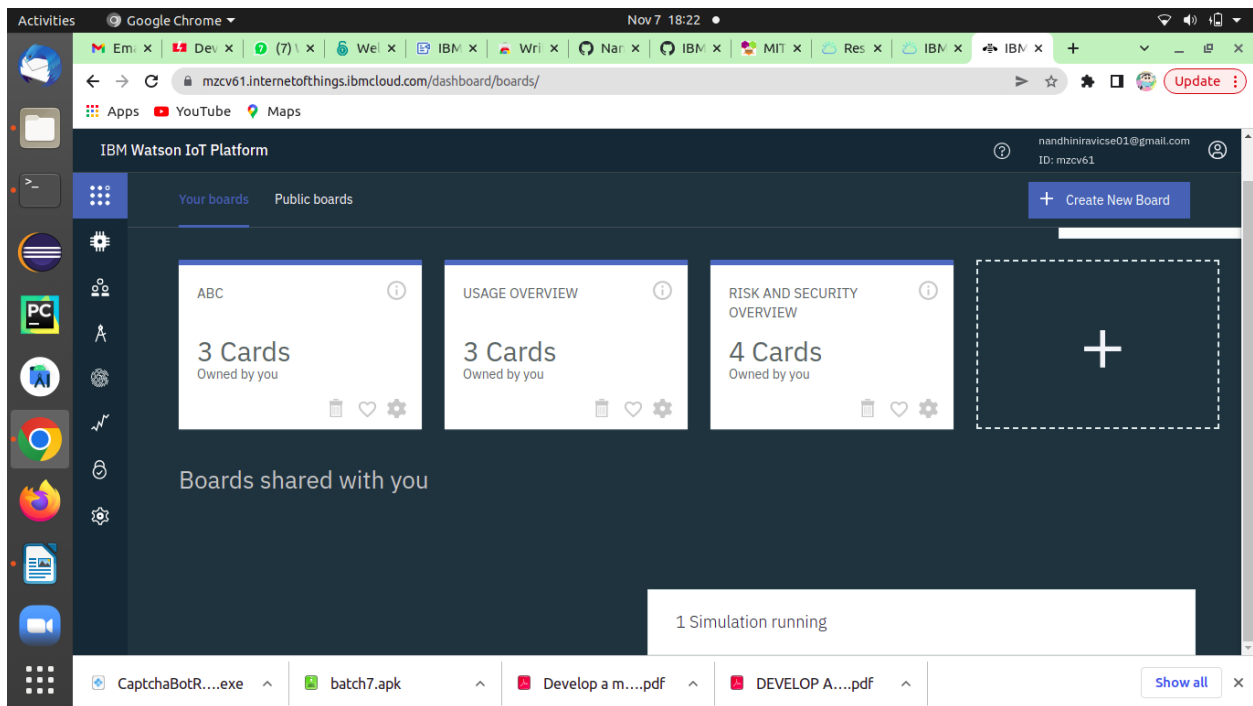 Activities Google Chrome Nov 7 18:22
Em Dev (7) Wel IBM Wri Nan IBM MIT Res IBM IBM
mzcv61.internetofthings.ibmcloud.com/dashboard/boards/ Update
Apps YouTube Maps
IBM Watson IoT Platform
nandhiniravicse01@gmail.com
ID: mzcv61
Your boards Public boards + Create New Board
ABC USAGE OVERVIEW RISK AND SECURITY
OVERVIEW
3 Cards 3 Cards 4 Cards
Owned by you Owned by you Owned by you
PC
Boards shared with you
1 Simulation running
CaptchaBotR....exe batch7.apk Develop a m....pdf DEVELOP A....pdf Show all